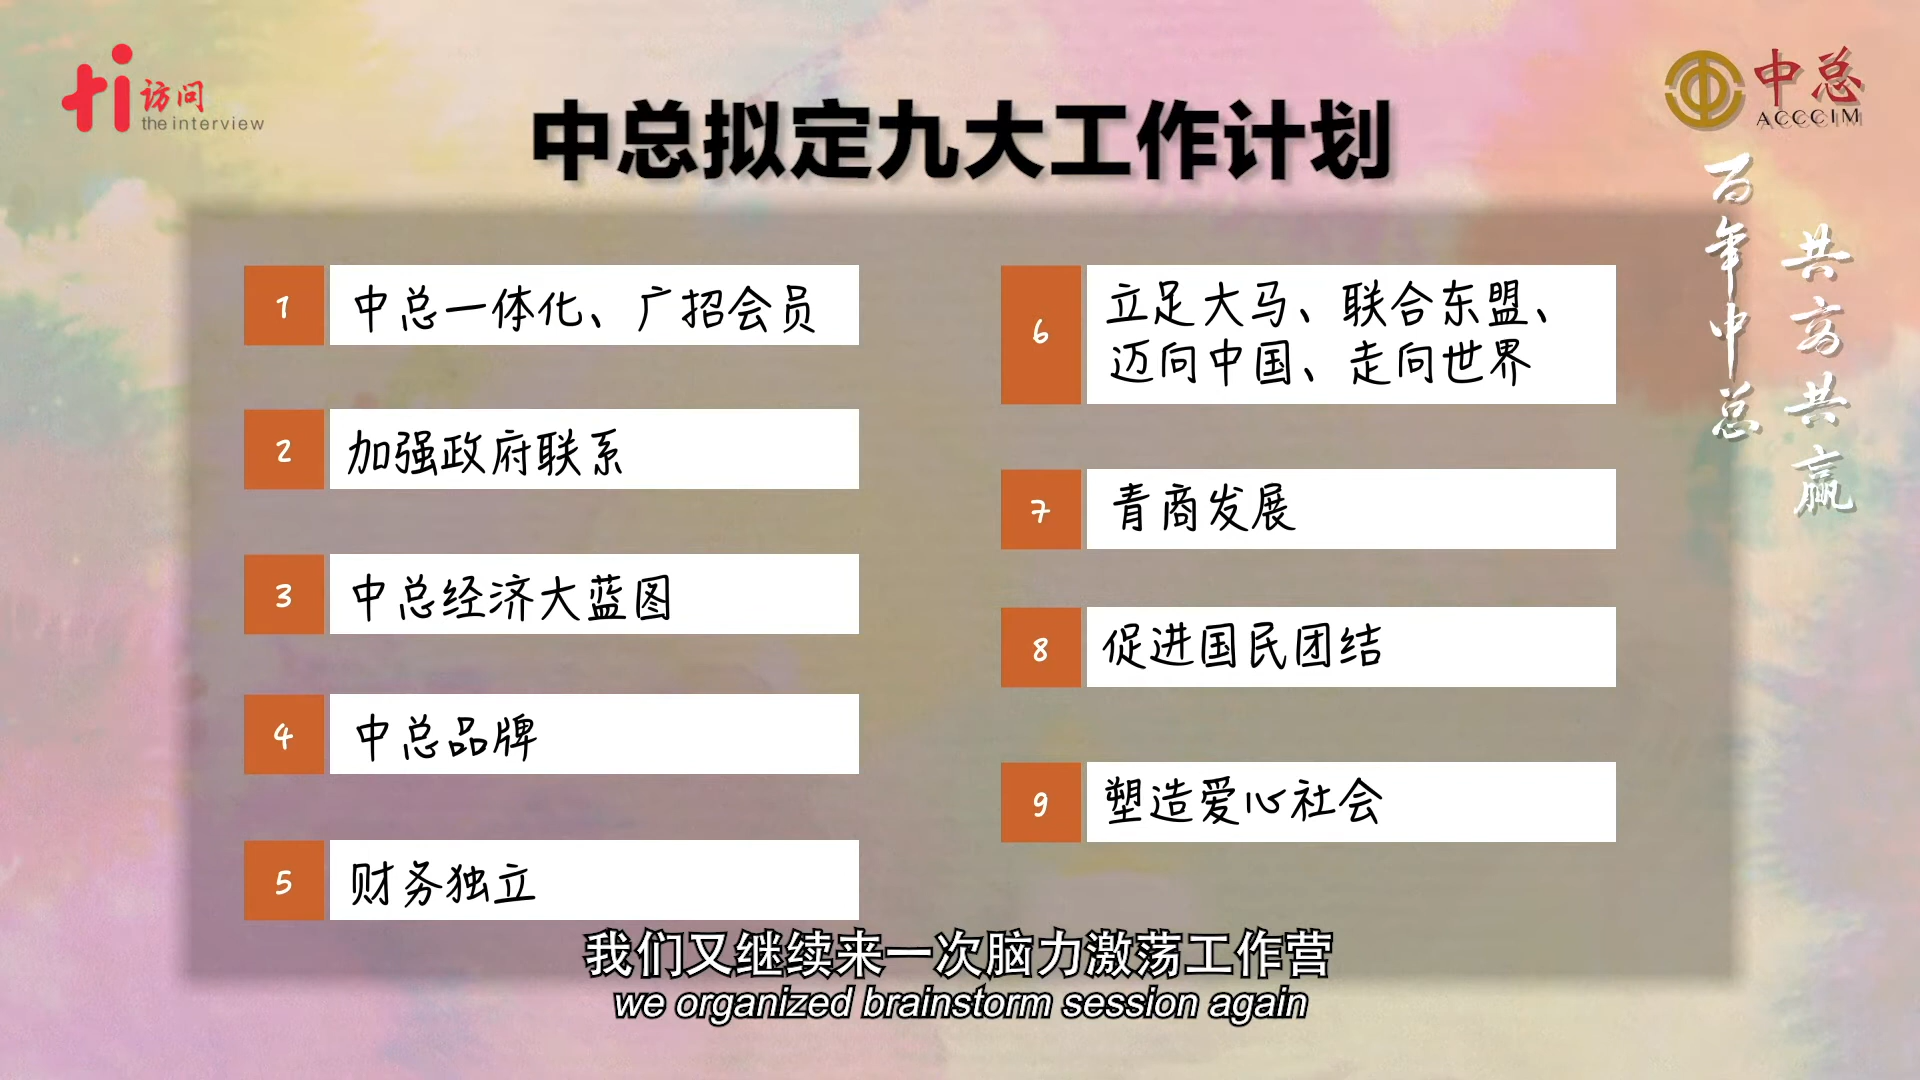 访问
the interview
中总
ACCCIM
中总拟定九大工作计划
百年中总
共商共赢
1 中总一体化、广招会员
2 加强政府联系
3 中总经济大蓝图
4 中总品牌
5 财务独立
6 立足大马、联合东盟、
迈向中国、走向世界
7 青商发展
8 促进国民团结
9 塑造爱心社会
我们又继续来一次脑力激荡工作营
we organized brainstorm session again